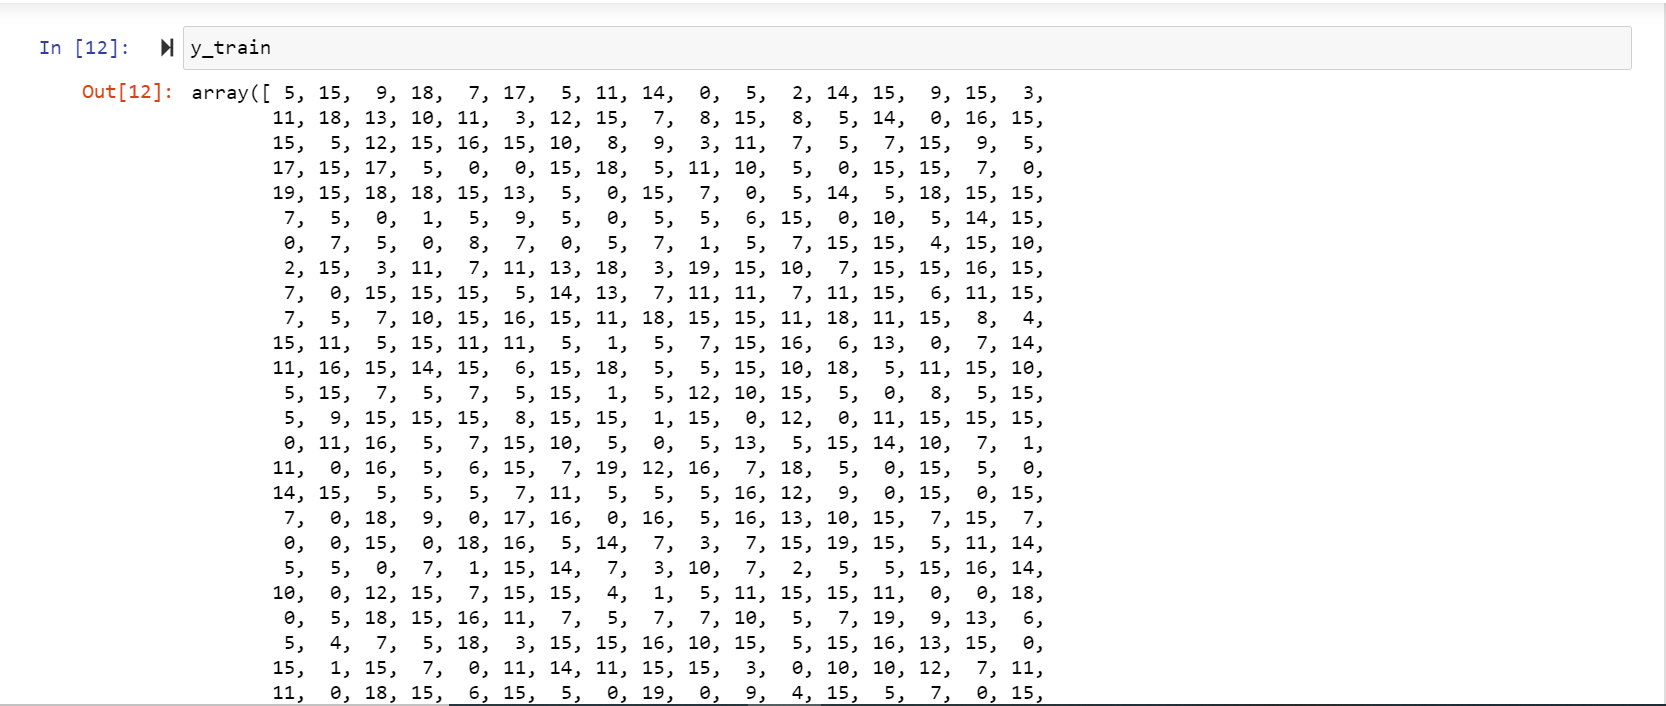 In [12]: y_train
Out[12]: array([ 5, 15,  9, 18,  7, 17,  5, 11, 14,  0,  5,  2, 14, 15,  9, 15,  3,
11, 18, 13, 10, 11,  3, 12, 15,  7,  8, 15,  8,  5, 14,  0, 16, 15,
15,  5, 12, 15, 16, 15, 10,  8,  9,  3, 11,  7,  5,  7, 15,  9,  5,
17, 15, 17,  5,  0,  0, 15, 18,  5, 11, 10,  5,  0, 15, 15,  7,  0,
19, 15, 18, 18, 15, 13,  5,  0, 15,  7,  0,  5, 14,  5, 18, 15, 15,
7,  5,  0,  1,  5,  9,  5,  0,  5,  5,  6, 15,  0, 10,  5, 14, 15,
0,  7,  5,  0,  8,  7,  0,  5,  7,  1,  5,  7, 15, 15,  4, 15, 10,
2, 15,  3, 11,  7, 11, 13, 18,  3, 19, 15, 10,  7, 15, 15, 16, 15,
7,  0, 15, 15, 15,  5, 14, 13,  7, 11, 11,  7, 11, 15,  6, 11, 15,
7,  5,  7, 10, 15, 16, 15, 11, 18, 15, 15, 11, 18, 11, 15,  8,  4,
15, 11,  5, 15, 11, 11,  5,  1,  5,  7, 15, 16,  6, 13,  0,  7, 14,
11, 16, 15, 14, 15,  6, 15, 18,  5,  5, 15, 10, 18,  5, 11, 15, 10,
5, 15,  7,  5,  7,  5, 15,  1,  5, 12, 10, 15,  5,  0,  8,  5, 15,
5,  9, 15, 15, 15,  8, 15, 15,  1, 15,  0, 12,  0, 11, 15, 15, 15,
0, 11, 16,  5,  7, 15, 10,  5,  0,  5, 13,  5, 15, 14, 10,  7,  1,
11,  0, 16,  5,  6, 15,  7, 19, 12, 16,  7, 18,  5,  0, 15,  5,  0,
14, 15,  5,  5,  5,  7, 11,  5,  5,  5, 16, 12,  9,  0, 15,  0, 15,
7,  0, 18,  9,  0, 17, 16,  0, 16,  5, 16, 13, 10, 15,  7, 15,  7,
0,  0, 15,  0, 18, 16,  5, 14,  7,  3,  7, 15, 19, 15,  5, 11, 14,
5,  5,  0,  7,  1, 15, 14,  7,  3, 10,  7,  2,  5,  5, 15, 16, 14,
10,  0, 12, 15,  7, 15, 15,  4,  1,  5, 11, 15, 15, 11,  0,  0, 18,
0,  5, 18, 15, 16, 11,  7,  5,  7,  7, 10,  5,  7, 19,  9, 13,  6,
5,  4,  7,  5, 18,  3, 15, 15, 16, 10, 15,  5, 15, 16, 13, 15,  0,
15,  1, 15,  7,  0, 11, 14, 11, 15, 15,  3,  0, 10, 10, 12,  7, 11,
11,  0, 18, 15,  6, 15,  5,  0, 19,  0,  9,  4, 15,  5,  7,  0, 15,